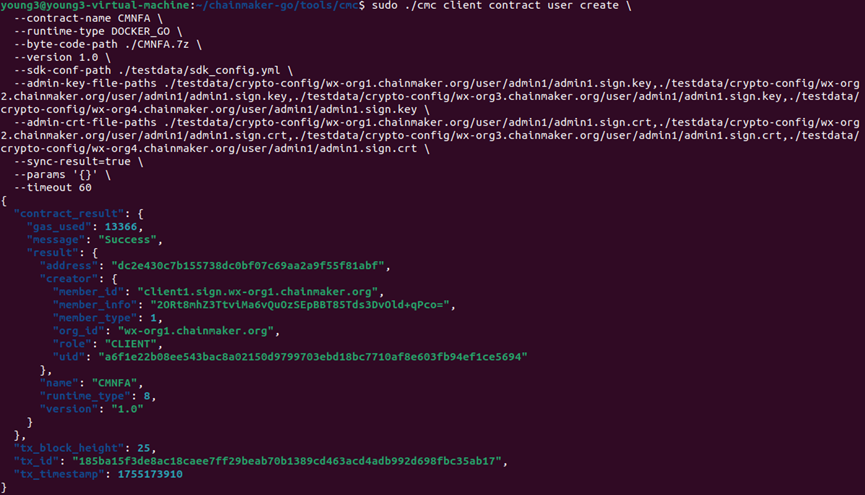 young3@young3-virtual-machine:~/chainmaker-go/tools/cmc$ sudo ./cmc client contract user create \
--contract-name CMNFA \
--runtime-type DOCKER_GO \
--byte-code-path ./CMNFA.7z \
--version 1.0 \
--sdk-conf-path ./testdata/sdk_config.yml \
--admin-key-file-paths ./testdata/crypto-config/wx-org1.chainmaker.org/user/admin1/admin1.sign.key,./testdata/crypto-config/wx-org
2.chainmaker.org/user/admin1/admin1.sign.key,./testdata/crypto-config/wx-org3.chainmaker.org/user/admin1/admin1.sign.key,./testdata/
crypto-config/wx-org4.chainmaker.org/user/admin1/admin1.sign.key \
--admin-crt-file-paths ./testdata/crypto-config/wx-org1.chainmaker.org/user/admin1/admin1.sign.crt,./testdata/crypto-config/wx-org
2.chainmaker.org/user/admin1/admin1.sign.crt,./testdata/crypto-config/wx-org3.chainmaker.org/user/admin1/admin1.sign.crt,./testdata/
crypto-config/wx-org4.chainmaker.org/user/admin1/admin1.sign.crt \
--sync-result=true \
--params '{}' \
--timeout 60
{
"contract_result": {
"gas_used": 13366,
"message": "Success",
"result": {
"address": "dc2e430c7b155738dc0bf07c69aa2a9f55f81abf",
"creator": {
"member_id": "client1.sign.wx-org1.chainmaker.org",
"member_info": "2ORt8mhZ3TtviMa6vQuOzSEpBBT85Tds3DvOld+qPco=",
"member_type": 1,
"org_id": "wx-org1.chainmaker.org",
"role": "CLIENT",
"uid": "a6f1e22b08ee543bac8a02150d9799703ebd18bc7710af8e603fb94ef1ce5694"
},
"name": "CMNFA",
"runtime_type": 8,
"version": "1.0"
}
},
"tx_block_height": 25,
"tx_id": "185ba15f3de8ac18caee7ff29beab70b1389cd463acd4adb992d698fbc35ab17",
"tx_timestamp": 1755173910
}